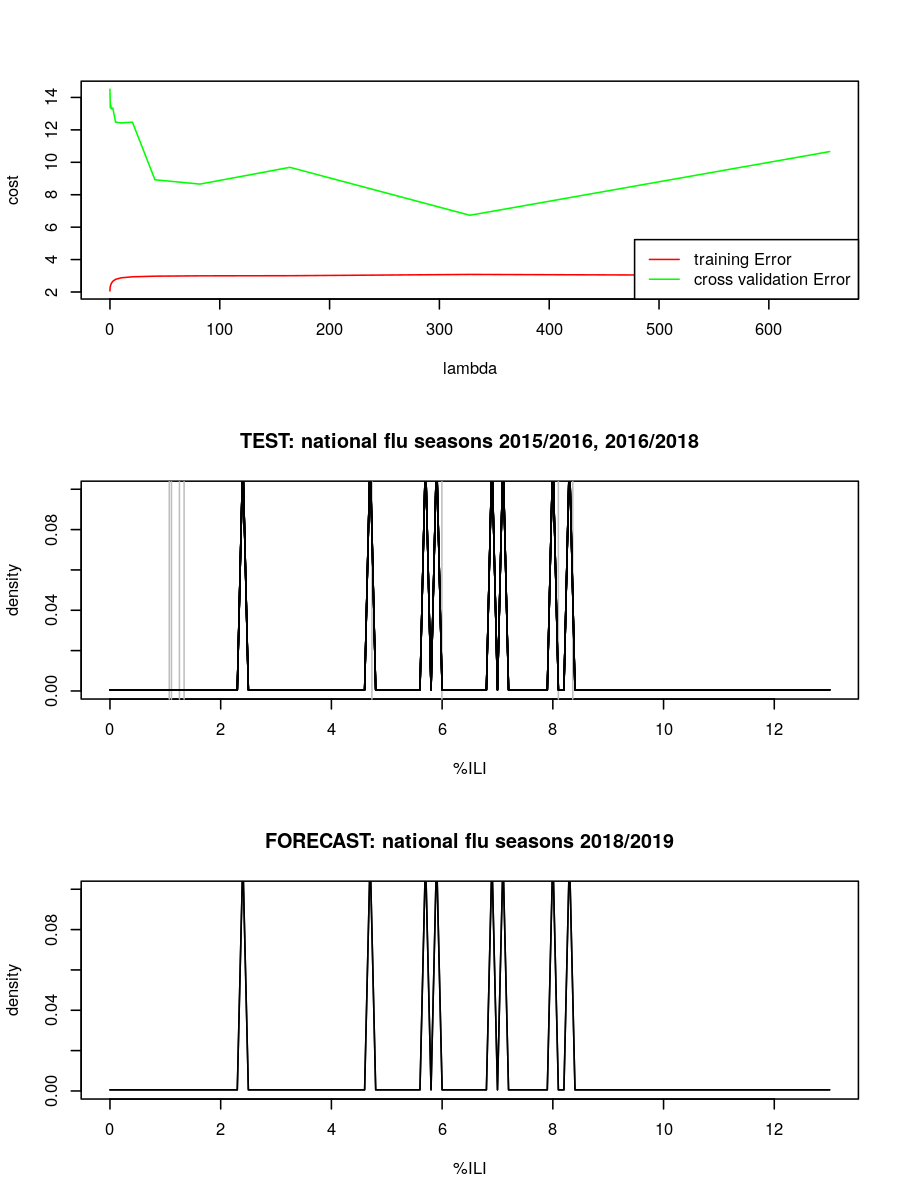 cost
14
12
10
8
6
4
2
training Error
cross validation Error
0 100 200 300 400 500 600
lambda
TEST: national flu seasons 2015/2016, 2016/2018
density
0.08
0.04
0.00
0 2 4 6 8 10 12
%ILI
FORECAST: national flu seasons 2018/2019
density
0.08
0.04
0.00
0 2 4 6 8 10 12
%ILI